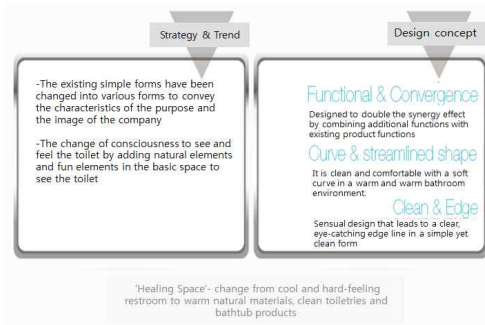 Strategy & Trend
-The existing simple forms have been
changed into various forms to convey
the characteristics of the purpose and
the image of the company
-The change of consciousness to see and
feel the toilet by adding natural elements
and fun elements in the basic space to
see the toilet
Design concept
Functional & Convergence
Designed to double the synergy effect
by combining additional functions with
existing product functions
Curve & streamlined shape
It is clean and comfortable with a soft
curve in a warm and warm bathroom
environment.
Clean & Edge
Sensual design that leads to a clear,
eye-catching edge line in a simple yet
clean form
'Healing Space'- change from cool and hard-feeling
restroom to warm natural materials, clean toiletries and
bathtub products